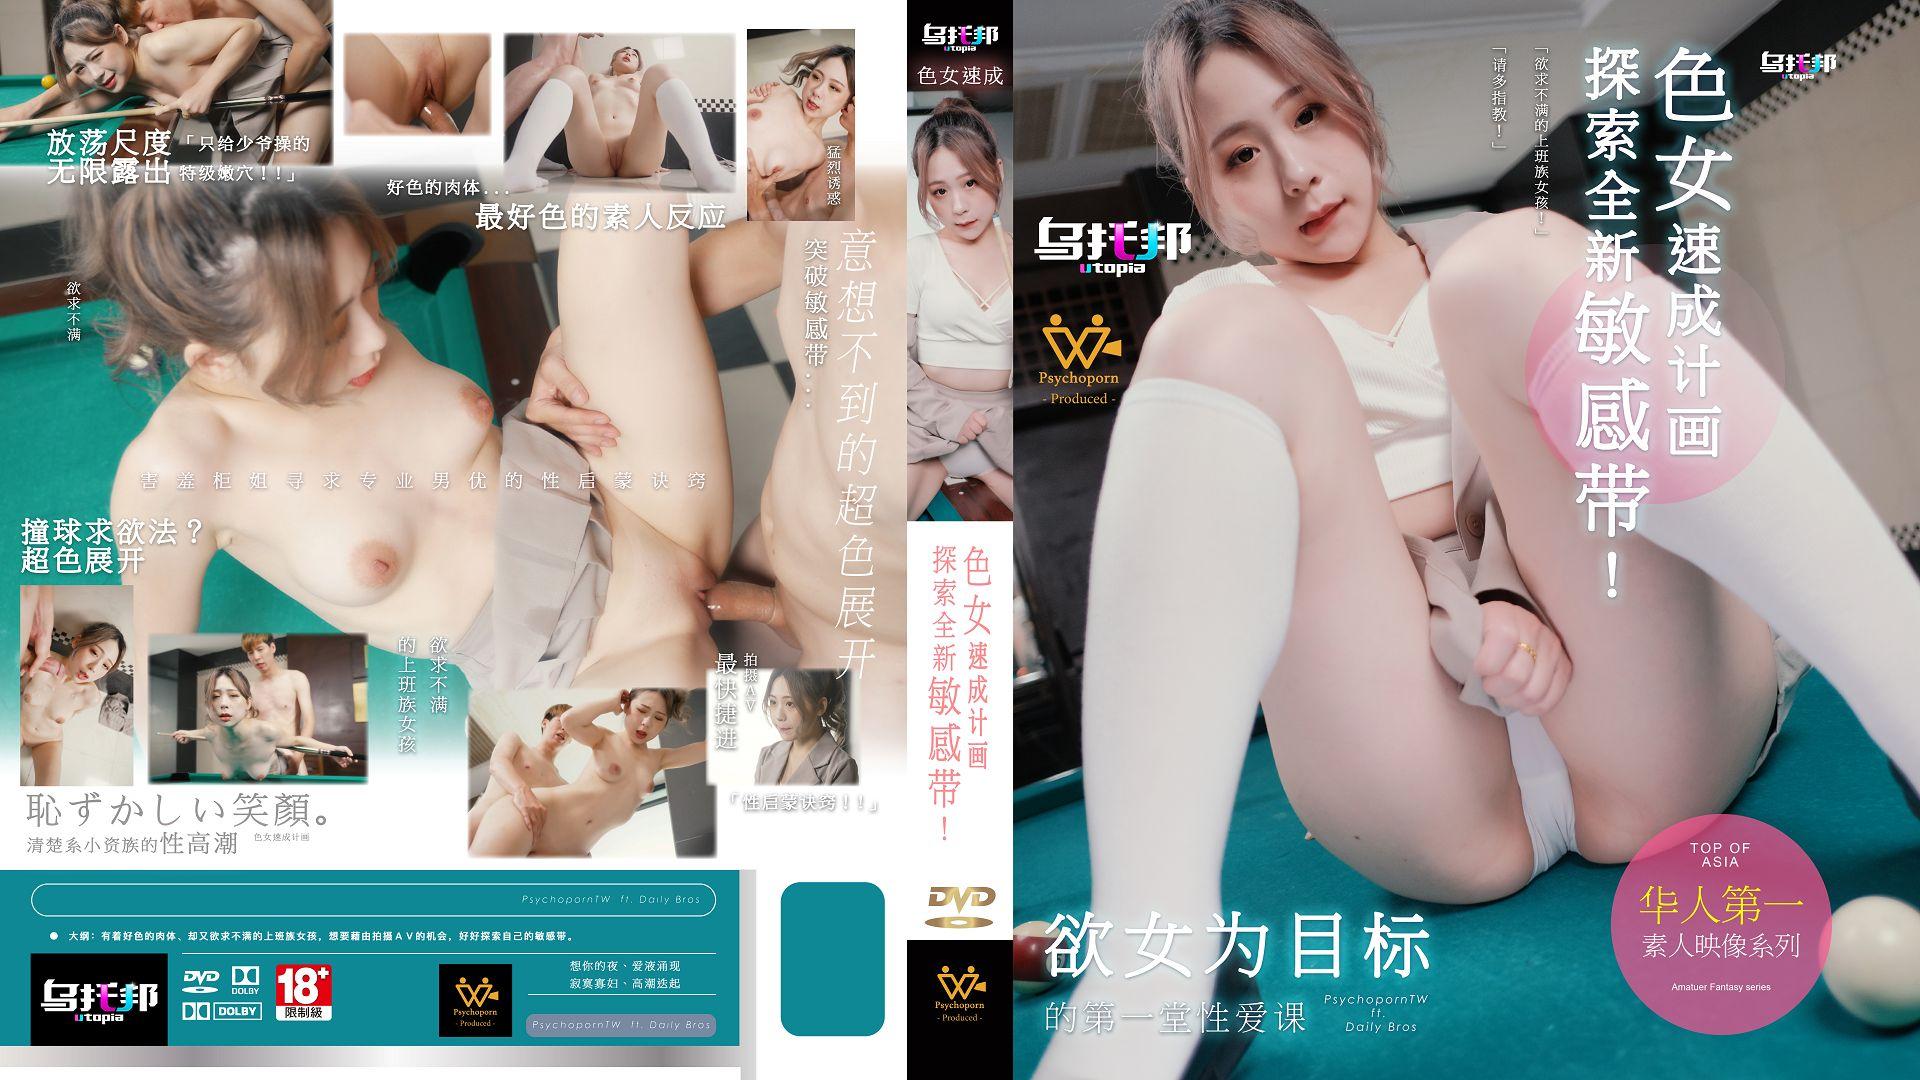 放荡尺度
无限露出
「只给少爷操的
特级嫩穴!!」
好色的肉体...
最好色的素人反应
猛烈诱惑
突破敏感带....
意想不到的超色展开
欲求不满
害羞柜姐寻求专业男优的性启蒙诀窍
撞球求欲法？
超色展开
欲求不满
的上班族女孩
拍摄AV
最快捷进
「性启蒙诀窍!!」
恥ずかしい笑顏。
清楚系小资族的性高潮
色女速成计画
PsychopornTW ft. Daily Bros
● 大纲：有着好色的肉体、却又欲求不满的上班族女孩，想要藉由拍摄AV的机会，好好探索自己的敏感带。
乌托邦
utopia
DVD
DOLBY
DOLBY
18+
限制級
Psychoporn
- Produced -
想你的夜、爱液涌现
寂寞寡妇、高潮迭起
PsychopornTW ft. Daily Bros
乌托邦
utopia
色女速成
色女速成计画
探索全新敏感带！
DVD
Psychoporn
- Produced -
乌托邦
utopia
色女速成计画
探索全新敏感带！
「欲求不满的上班族女孩！」
「请多指教！」
乌托邦
utopia
Psychoporn
- Produced -
欲女为目标
的第一堂性爱课
PsychopornTW
ft.
Daily Bros
TOP OF
ASIA
华人第一
素人映像系列
Amatuer Fantasy series